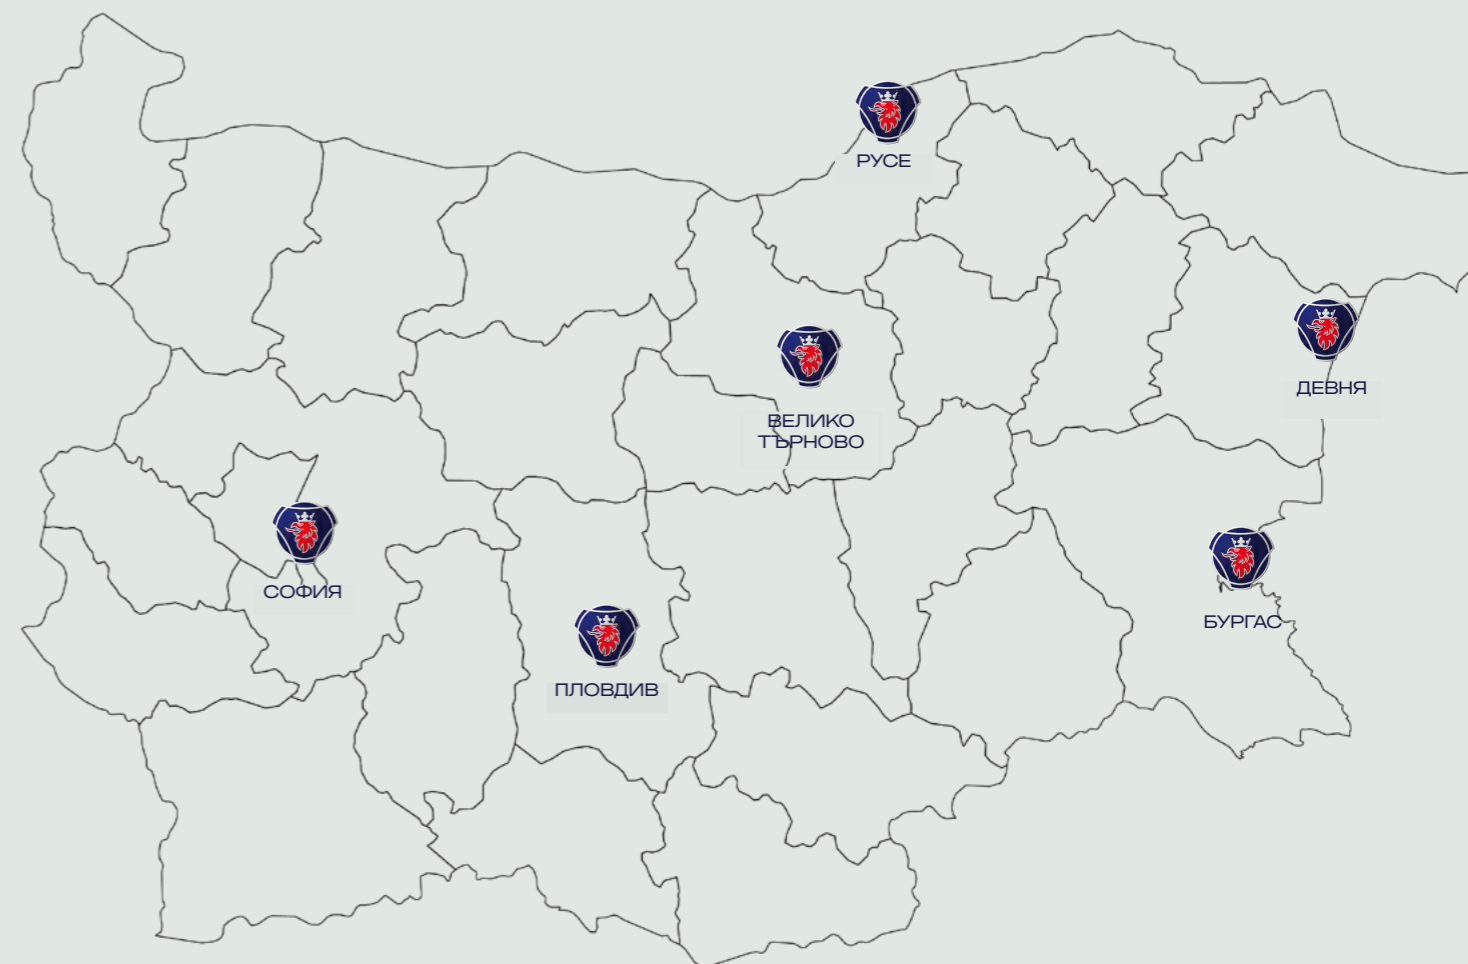 РУСЕ
ДЕВНЯ
ВЕЛИКО
ТЪРНОВО
СОФИЯ
БУРГАС
ПЛОВДИВ